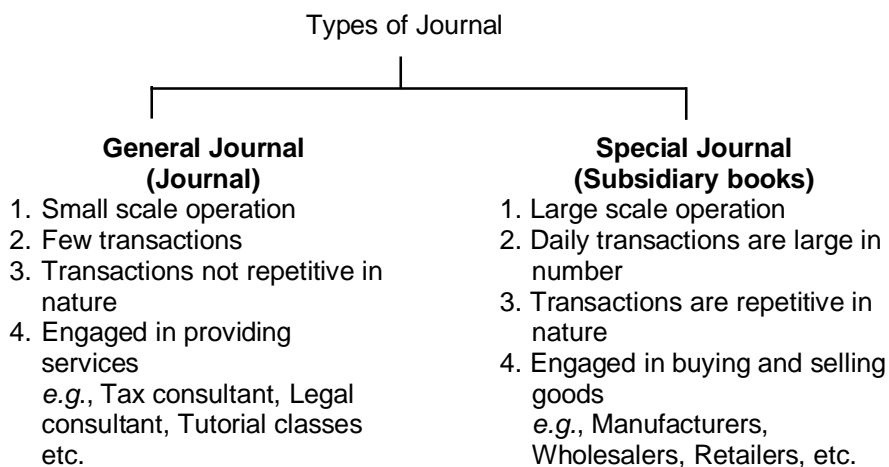 Types of Journal
General Journal
(Journal)
1. Small scale operation
2. Few transactions
3. Transactions not repetitive in
nature
4. Engaged in providing
services
e.g., Tax consultant, Legal
consultant, Tutorial classes
etc.
Special Journal
(Subsidiary books)
1. Large scale operation
2. Daily transactions are large in
number
3. Transactions are repetitive in
nature
4. Engaged in buying and selling
goods
e.g., Manufacturers,
Wholesalers, Retailers, etc.